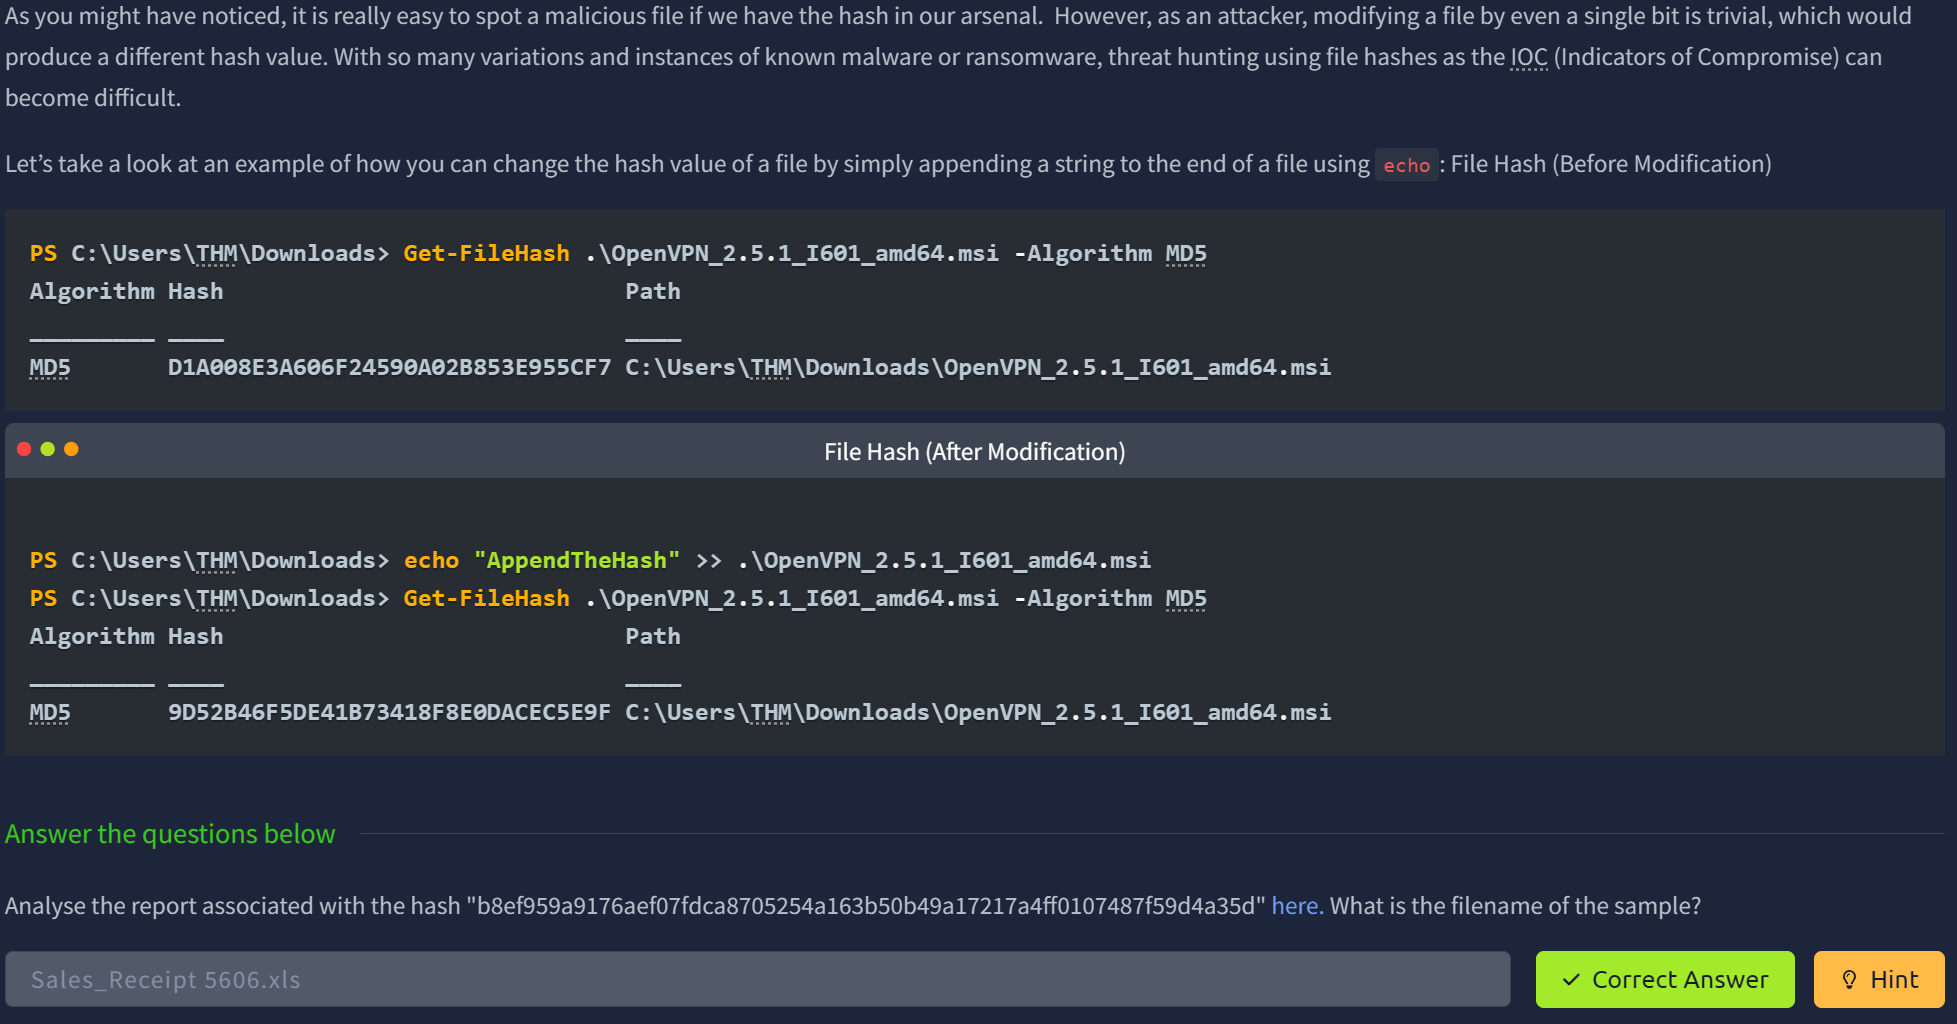 As you might have noticed, it is really easy to spot a malicious file if we have the hash in our arsenal.  However, as an attacker, modifying a file by even a single bit is trivial, which would
produce a different hash value. With so many variations and instances of known malware or ransomware, threat hunting using file hashes as the IOC (Indicators of Compromise) can
become difficult.
Let’s take a look at an example of how you can change the hash value of a file by simply appending a string to the end of a file using echo : File Hash (Before Modification)
PS C:\Users\THM\Downloads> Get-FileHash .\OpenVPN_2.5.1_I601_amd64.msi -Algorithm MD5
Algorithm Hash                             Path
_________ ____                             ____
MD5       D1A008E3A606F24590A02B853E955CF7 C:\Users\THM\Downloads\OpenVPN_2.5.1_I601_amd64.msi
File Hash (After Modification)
PS C:\Users\THM\Downloads> echo "AppendTheHash" >> .\OpenVPN_2.5.1_I601_amd64.msi
PS C:\Users\THM\Downloads> Get-FileHash .\OpenVPN_2.5.1_I601_amd64.msi -Algorithm MD5
Algorithm Hash                             Path
_________ ____                             ____
MD5       9D52B46F5DE41B73418F8E0DACEC5E9F C:\Users\THM\Downloads\OpenVPN_2.5.1_I601_amd64.msi
Answer the questions below
Analyse the report associated with the hash "b8ef959a9176aef07fdca8705254a163b50b49a17217a4ff0107487f59d4a35d" here. What is the filename of the sample?
Sales_Receipt 5606.xls
Correct Answer
Hint